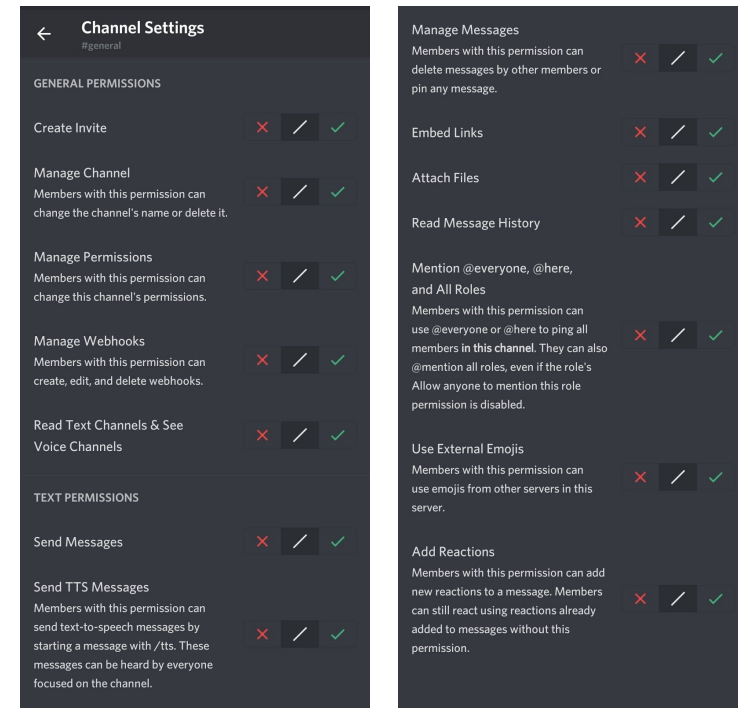 Channel Settings
#general
GENERAL PERMISSIONS
Create Invite
Manage Channel
Members with this permission can
change the channel's name or delete it.
Manage Permissions
Members with this permission can
change this channel's permissions.
Manage Webhooks
Members with this permission can
create, edit, and delete webhooks.
Read Text Channels & See
Voice Channels
TEXT PERMISSIONS
Send Messages
Send TTS Messages
Members with this permission can
send text-to-speech messages by
starting a message with /tts. These
messages can be heard by everyone
focused on the channel.
Manage Messages
Members with this permission can
delete messages by other members or
pin any message.
Embed Links
Attach Files
Read Message History
Mention @everyone, @here,
and All Roles
Members with this permission can
use @everyone or @here to ping all
members in this channel. They can also
@mention all roles, even if the role's
Allow anyone to mention this role
permission is disabled.
Use External Emojis
Members with this permission can
use emojis from other servers in this
server.
Add Reactions
Members with this permission can add
new reactions to a message. Members
can still react using reactions already
added to messages without this
permission.